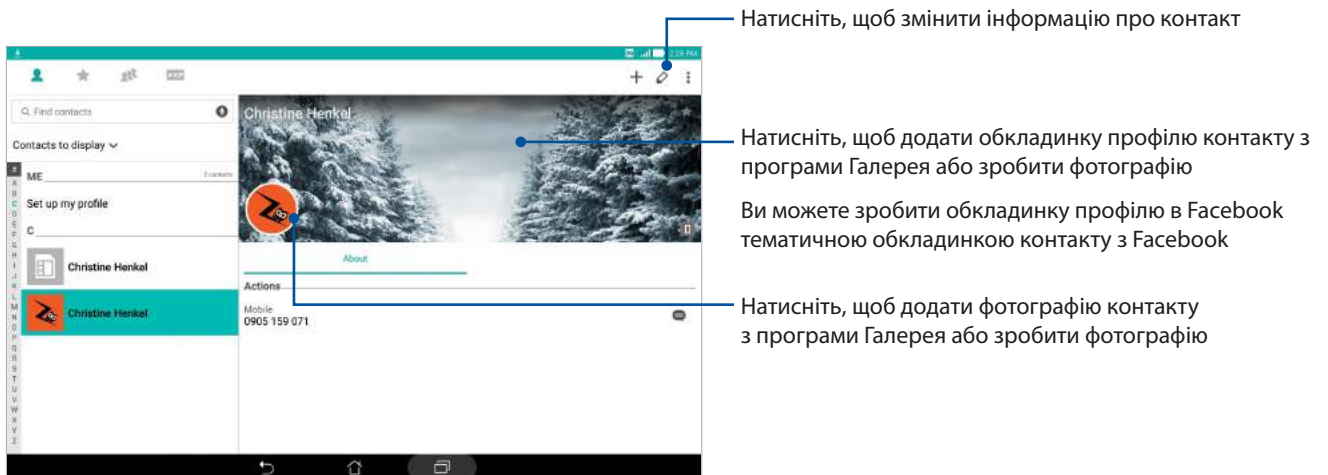 Натисніть, щоб змінити інформацію про контакт
2:28 PM
Find contacts
Christine Henkel
Contacts to display
Натисніть, щоб додати обкладинку профілю контакту з
програми Галерея або зробити фотографію
ME
Set up my profile
Ви можете зробити обкладинку профілю в Facebook
тематичною обкладинкою контакту з Facebook
C
About
Christine Henkel
Actions
Натисніть, щоб додати фотографію контакту
з програми Галерея або зробити фотографію
Christine Henkel
Mobile
0905 159 071
A
B
C
D
E
F
G
H
I
J
K
L
M
N
O
P
Q
R
S
T
U
V
W
X
Y
Z